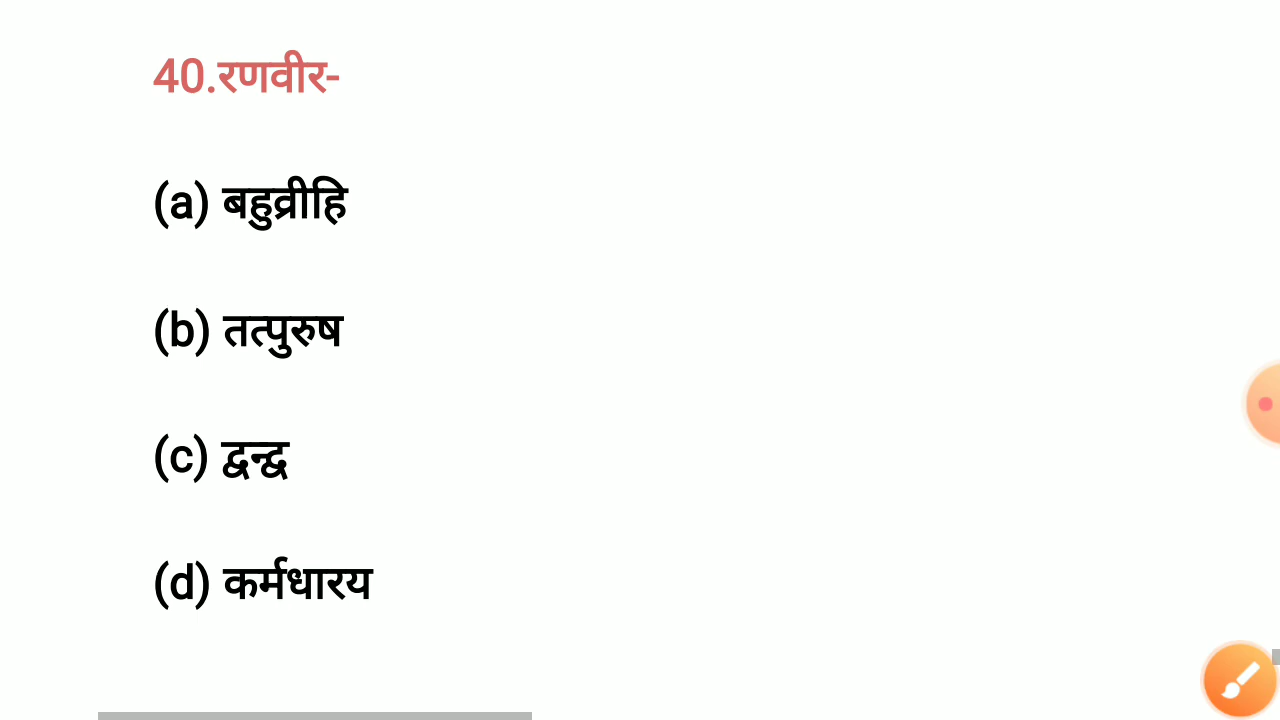 40.रणवीर-
(a) बहुव्रीहि
(b) तत्पुरुष
(c) द्वन्द्व
(d) कर्मधारय